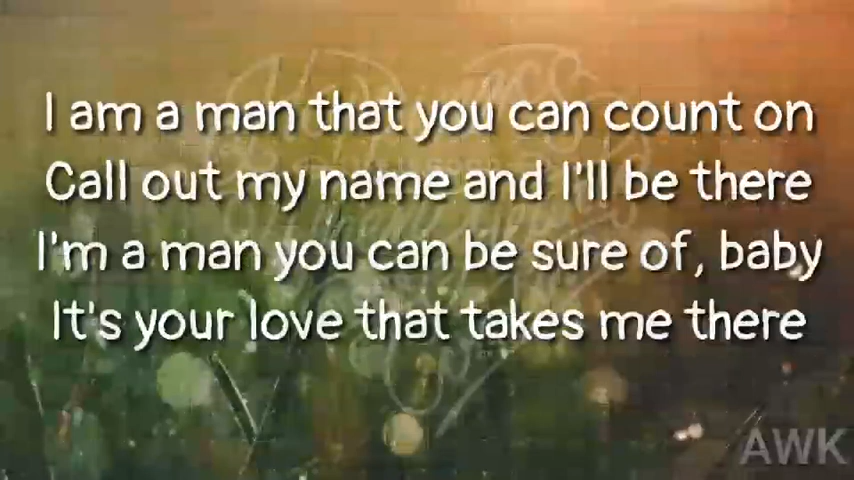 I am a man that you can count on
Call out my name and I'll be there
I'm a man you can be sure of, baby
It's your love that takes me there
AWK